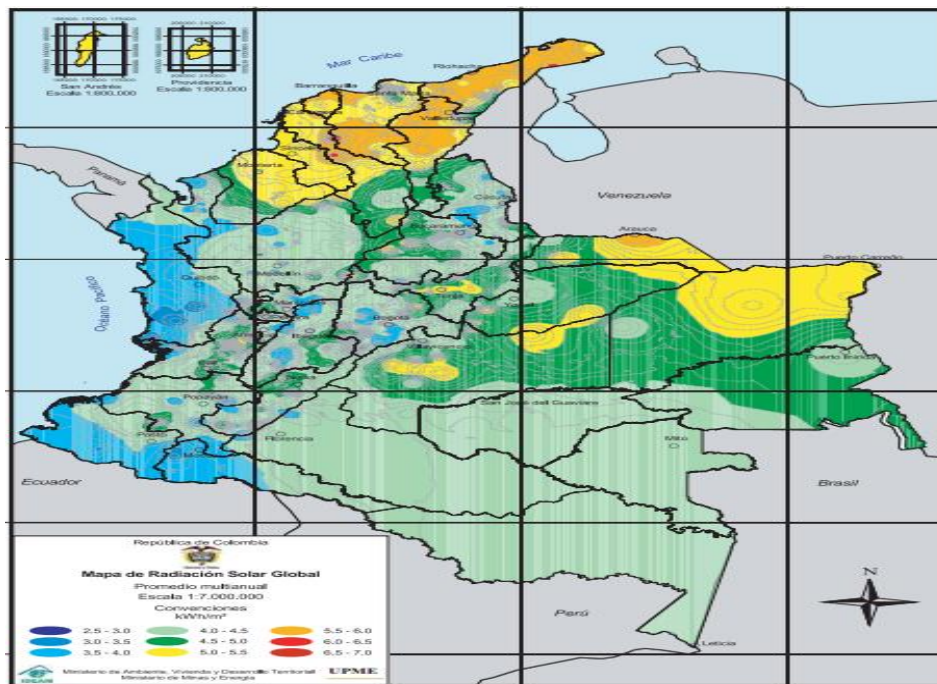 San Andrés
Escala 1:600.000
Providencia
Escala 1:600.000
Mar Caribe
Riohacha
Barranquilla
Santa Marta
Valledupar
Sincelejo
Montería
Panamá
Venezuela
Cúcuta
Bucaramanga
Arauca
Puerto Carreño
Medellín
Quibdó
Océano Pacífico
Tunja
Bogotá
Puerto Inírida
Popayán
San José del Guaviare
Florencia
Pasto
Mitú
Ecuador
Brasil
Perú
Leticia
N
República de Colombia
Mapa de Radiación Solar Global
Promedio multianual
Escala 1:7.000.000
Convenciones
kWh/m²
2.5 - 3.0
4.0 - 4.5
5.5 - 6.0
3.0 - 3.5
4.5 - 5.0
6.0 - 6.5
3.5 - 4.0
5.0 - 5.5
6.5 - 7.0
IDEAM
Ministerio de Ambiente, Vivienda y Desarrollo Territorial
Ministerio de Minas y Energía
UPME